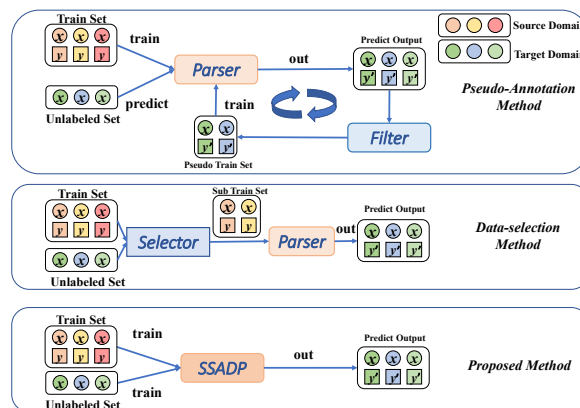 Train Set
x x x
y y y
train
Parser
out
Predict Output
x x x
y' y' y'
Source Domain
Target Domain
x x x
predict
Unlabeled Set
train
x x
y' y'
Pseudo Train Set
Filter
Pseudo-Annotation
Method
Train Set
x x x
y y y
x x x
Unlabeled Set
Selector
Sub Train Set
x x
y y
Parser
out
Predict Output
x x x
y' y' y'
Data-selection
Method
Train Set
x x x
y y y
train
x x x
train
Unlabeled Set
SSADP
out
Predict Output
x x x
y' y' y'
Proposed Method